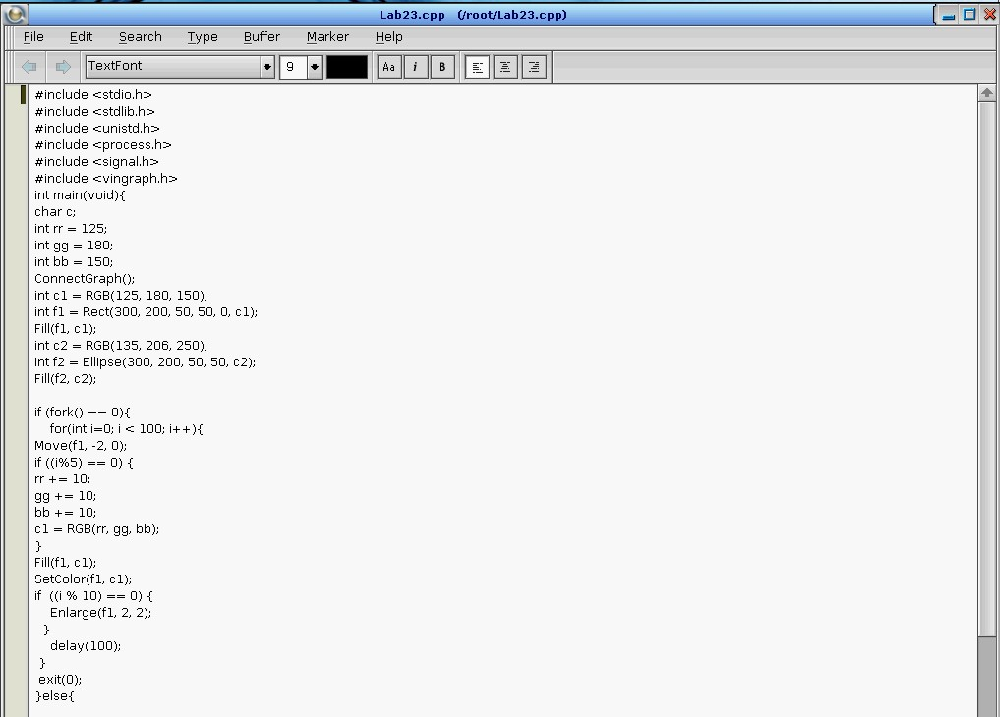 Lab23.cpp (/root/Lab23.cpp)
File Edit Search Type Buffer Marker Help
TextFont 9 Aa i B
#include <stdio.h>
#include <stdlib.h>
#include <unistd.h>
#include <process.h>
#include <signal.h>
#include <vingraph.h>
int main(void){
char c;
int rr = 125;
int gg = 180;
int bb = 150;
ConnectGraph();
int c1 = RGB(125, 180, 150);
int f1 = Rect(300, 200, 50, 50, 0, c1);
Fill(f1, c1);
int c2 = RGB(135, 206, 250);
int f2 = Ellipse(300, 200, 50, 50, c2);
Fill(f2, c2);
if (fork() == 0){
for(int i=0; i < 100; i++){
Move(f1, -2, 0);
if ((i%5) == 0) {
rr += 10;
gg += 10;
bb += 10;
c1 = RGB(rr, gg, bb);
}
Fill(f1, c1);
SetColor(f1, c1);
if  ((i % 10) == 0) {
Enlarge(f1, 2, 2);
}
delay(100);
}
exit(0);
}else{